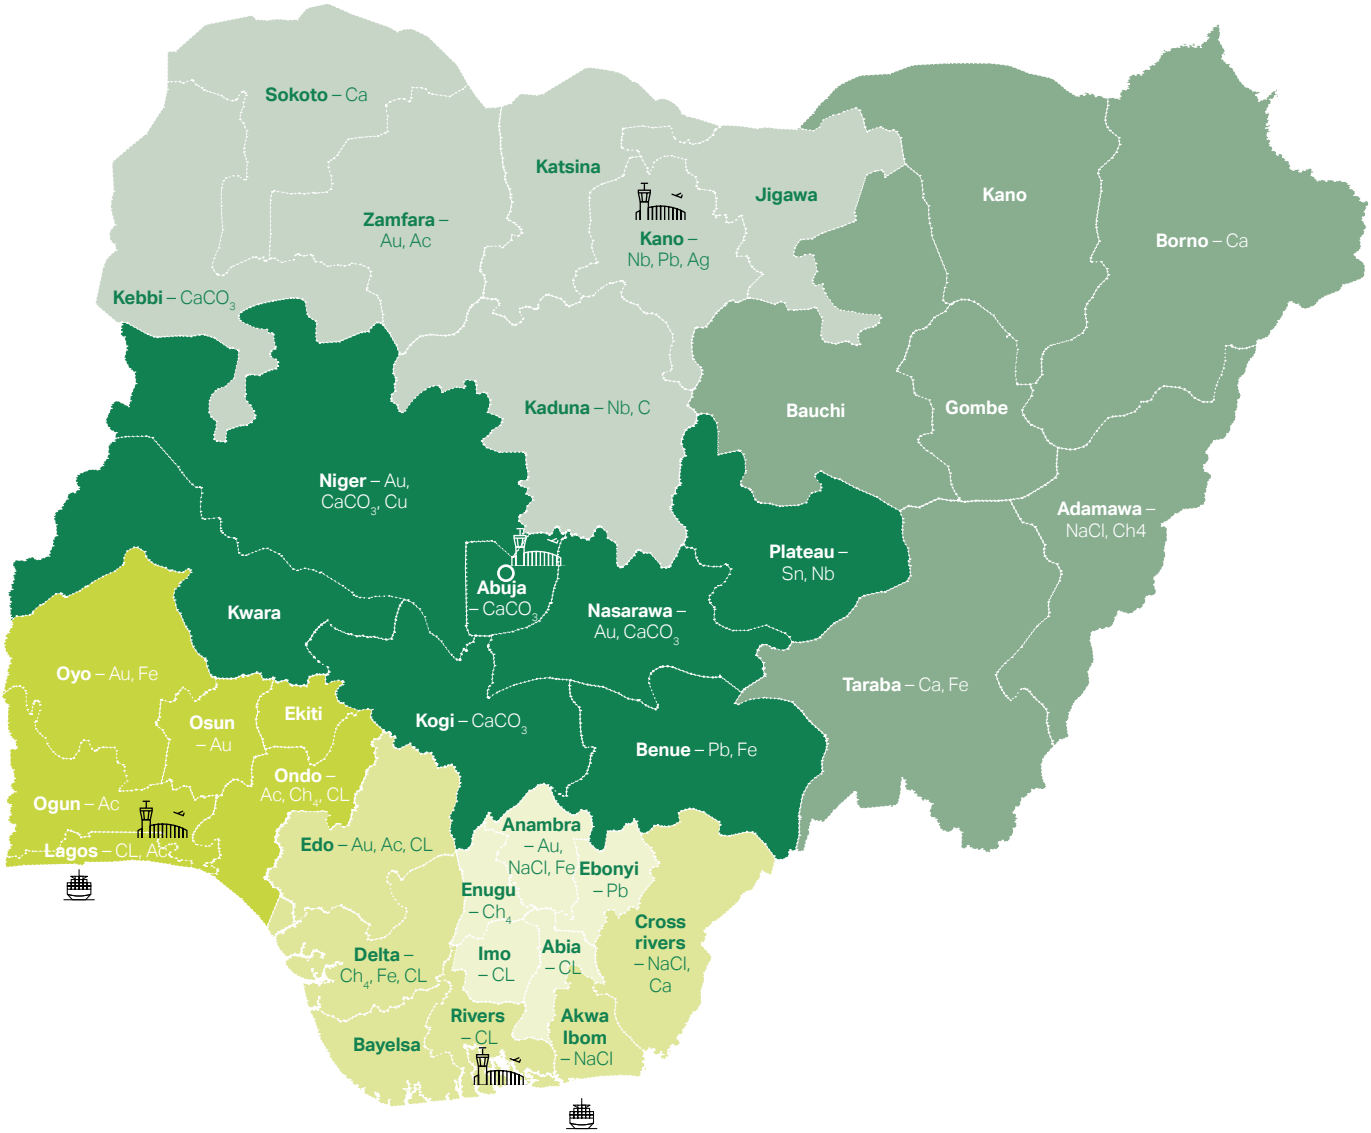 Sokoto – Ca
Katsina
Zamfara –
Au, Ac
Kano –
Nb, Pb, Ag
Jigawa
Kano
Borno – Ca
Kebbi – CaCO₃
Kaduna – Nb, C
Bauchi
Gombe
Niger – Au,
CaCO₃, Cu
Adamawa –
NaCl, Ch4
Plateau –
Sn, Nb
Abuja
– CaCO₃
Nasarawa –
Au, CaCO₃
Kwara
Oyo – Au, Fe
Taraba – Ca, Fe
Osun
– Au
Ekiti
Kogi – CaCO₃
Benue – Pb, Fe
Ondo –
Ac, Ch₄, CL
Ogun – Ac
Lagos – CL, Ac
Edo – Au, Ac, CL
Anambra
– Au,
NaCl, Fe
Ebonyi
– Pb
Enugu
– Ch₄
Cross
rivers
– NaCl,
Ca
Delta –
Ch₄, Fe, CL
Imo
– CL
Abia
– CL
Bayelsa
Rivers
– CL
Akwa
Ibom
– NaCl